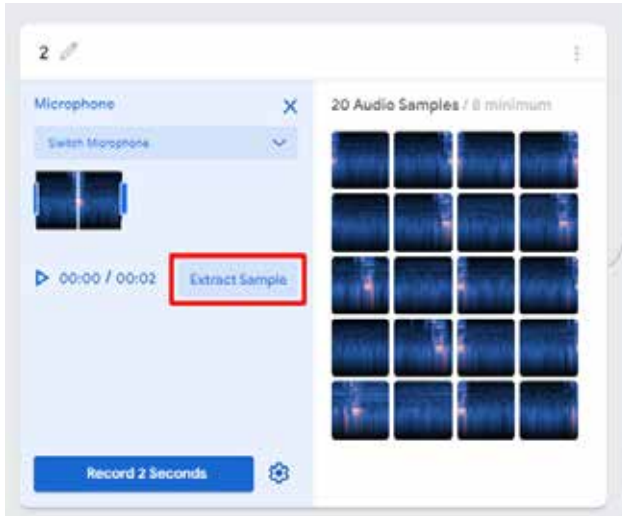 2
Microphone
Switch Microphone
00:00 / 00:02
Extract Sample
Record 2 Seconds
20 Audio Samples / 8 minimum